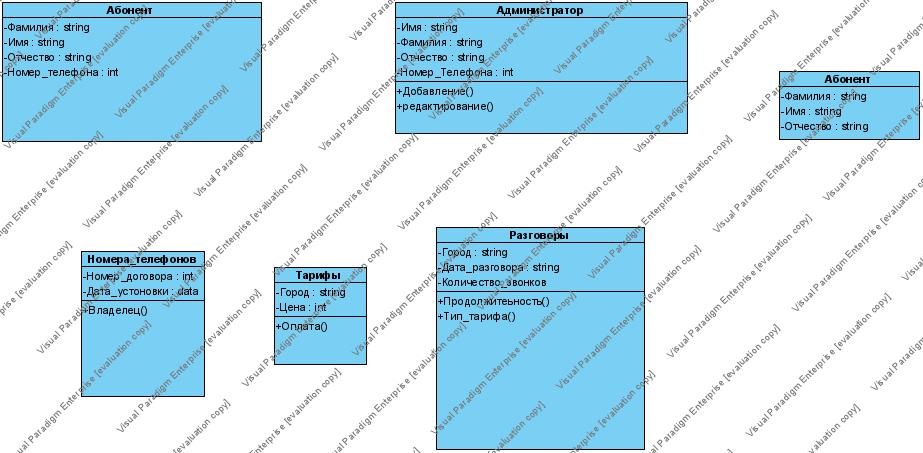 Абонент
-Фамилия : string
-Имя : string
-Отчество : string
-Номер_телефона : int
Администратор
-Имя : string
-Фамилия : string
-Отчество : string
-Номер_Телефона : int
+Добавление()
+редактирование()
Абонент
-Фамилия : string
-Имя : string
-Отчество : string
Номера_телефонов
-Номер_договора : int
-Дата_устоновки : data
+Владелец()
Тарифы
-Город : string
-Цена : int
+Оплата()
Разговоры
-Город : string
-Дата_разговора : string
-Количество_звонков
+Продолжитеьность()
+Тип_тарифа()
Visual Paradigm Enterprise [evaluation copy]